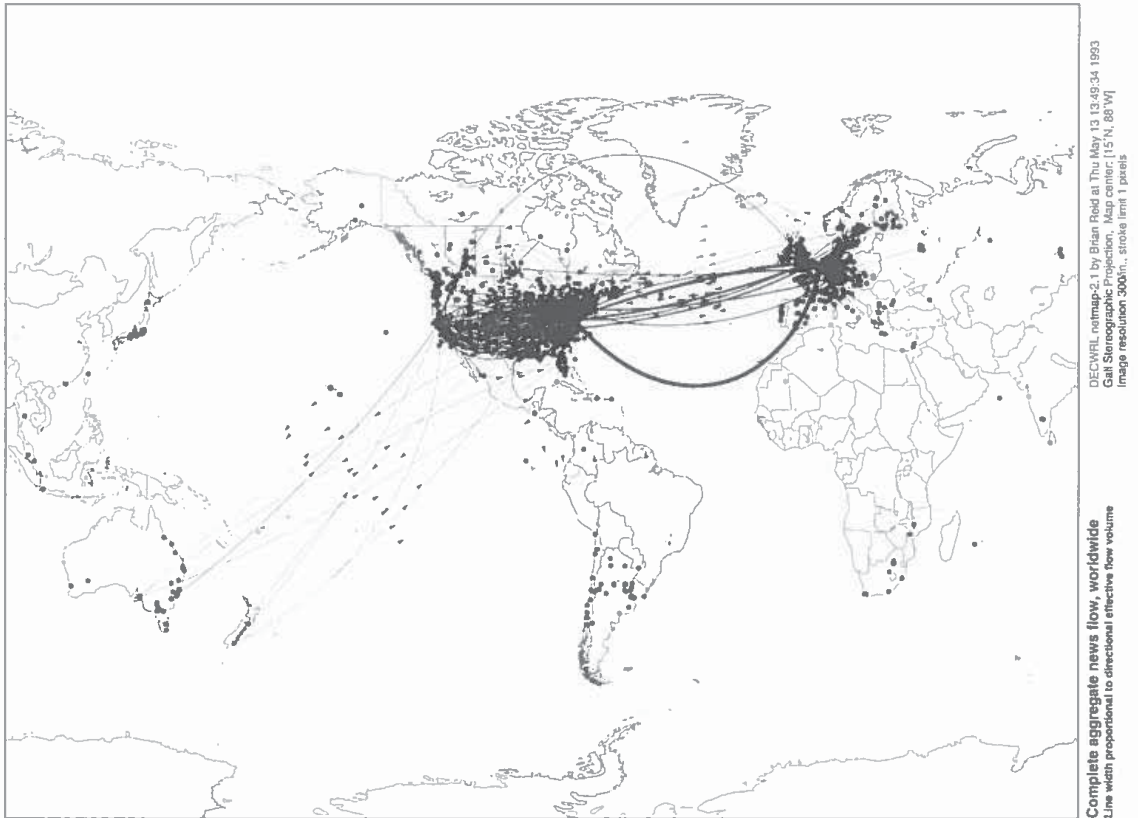 Complete aggregate news flow, worldwide
Line width proportional to directional effective flow volume
DECWRL netmap-2.1 by Brian Reid at Thu May 13 13:49:34 1993
Gall Stereographic Projection, Map center: [15°N, 88°W]
Image resolution 300/in., stroke limit 1 pixels